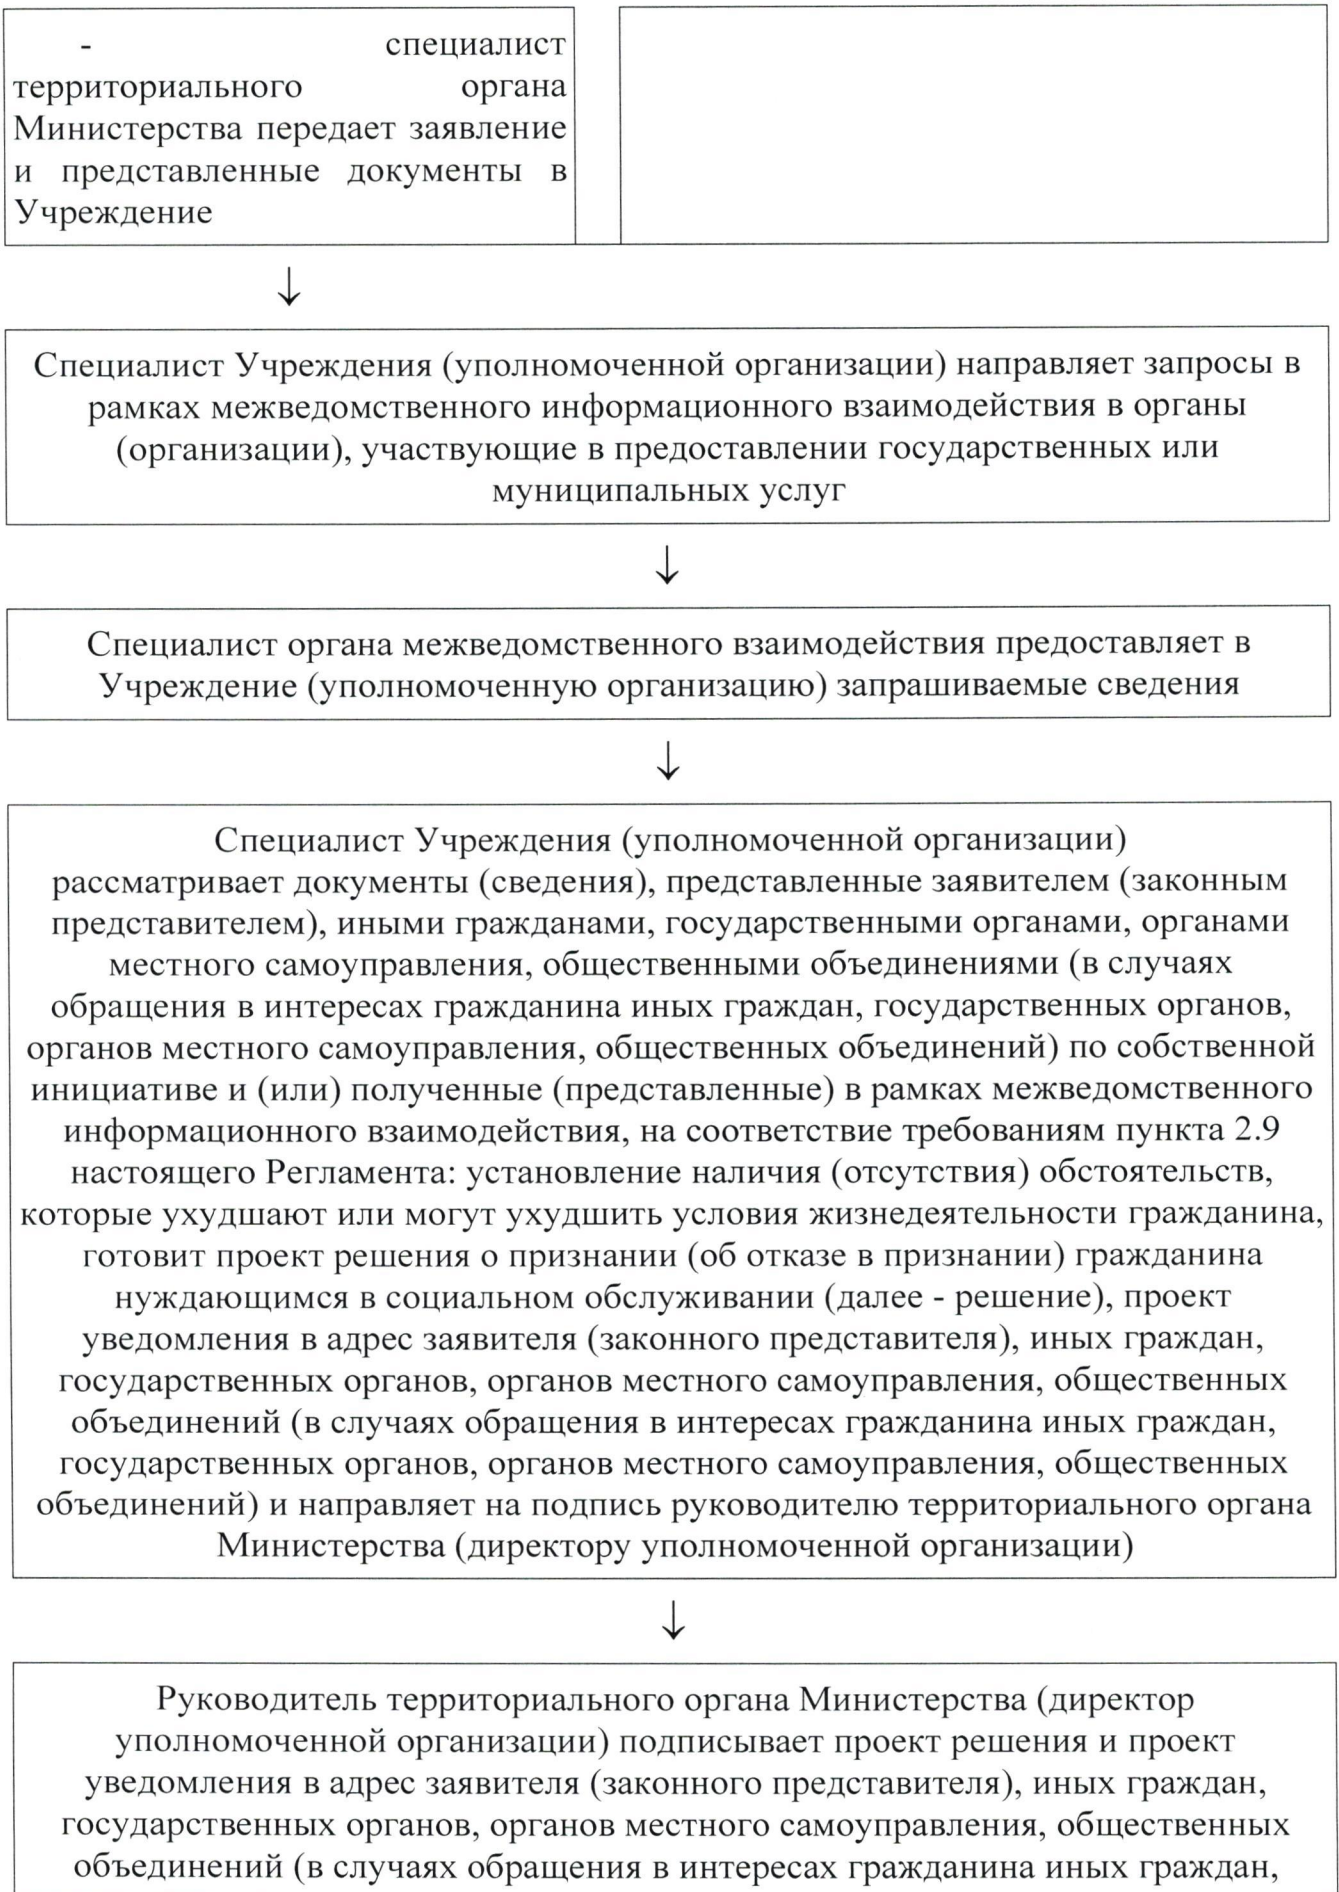 - специалист
территориального органа
Министерства передает заявление
и представленные документы в
Учреждение
↓
Специалист Учреждения (уполномоченной организации) направляет запросы в
рамках межведомственного информационного взаимодействия в органы
(организации), участвующие в предоставлении государственных или
муниципальных услуг
↓
Специалист органа межведомственного взаимодействия предоставляет в
Учреждение (уполномоченную организацию) запрашиваемые сведения
↓
Специалист Учреждения (уполномоченной организации)
рассматривает документы (сведения), представленные заявителем (законным
представителем), иными гражданами, государственными органами, органами
местного самоуправления, общественными объединениями (в случаях
обращения в интересах гражданина иных граждан, государственных органов,
органов местного самоуправления, общественных объединений) по собственной
инициативе и (или) полученные (представленные) в рамках межведомственного
информационного взаимодействия, на соответствие требованиям пункта 2.9
настоящего Регламента: установление наличия (отсутствия) обстоятельств,
которые ухудшают или могут ухудшить условия жизнедеятельности гражданина,
готовит проект решения о признании (об отказе в признании) гражданина
нуждающимся в социальном обслуживании (далее - решение), проект
уведомления в адрес заявителя (законного представителя), иных граждан,
государственных органов, органов местного самоуправления, общественных
объединений (в случаях обращения в интересах гражданина иных граждан,
государственных органов, органов местного самоуправления, общественных
объединений) и направляет на подпись руководителю территориального органа
Министерства (директору уполномоченной организации)
↓
Руководитель территориального органа Министерства (директор
уполномоченной организации) подписывает проект решения и проект
уведомления в адрес заявителя (законного представителя), иных граждан,
государственных органов, органов местного самоуправления, общественных
объединений (в случаях обращения в интересах гражданина иных граждан,